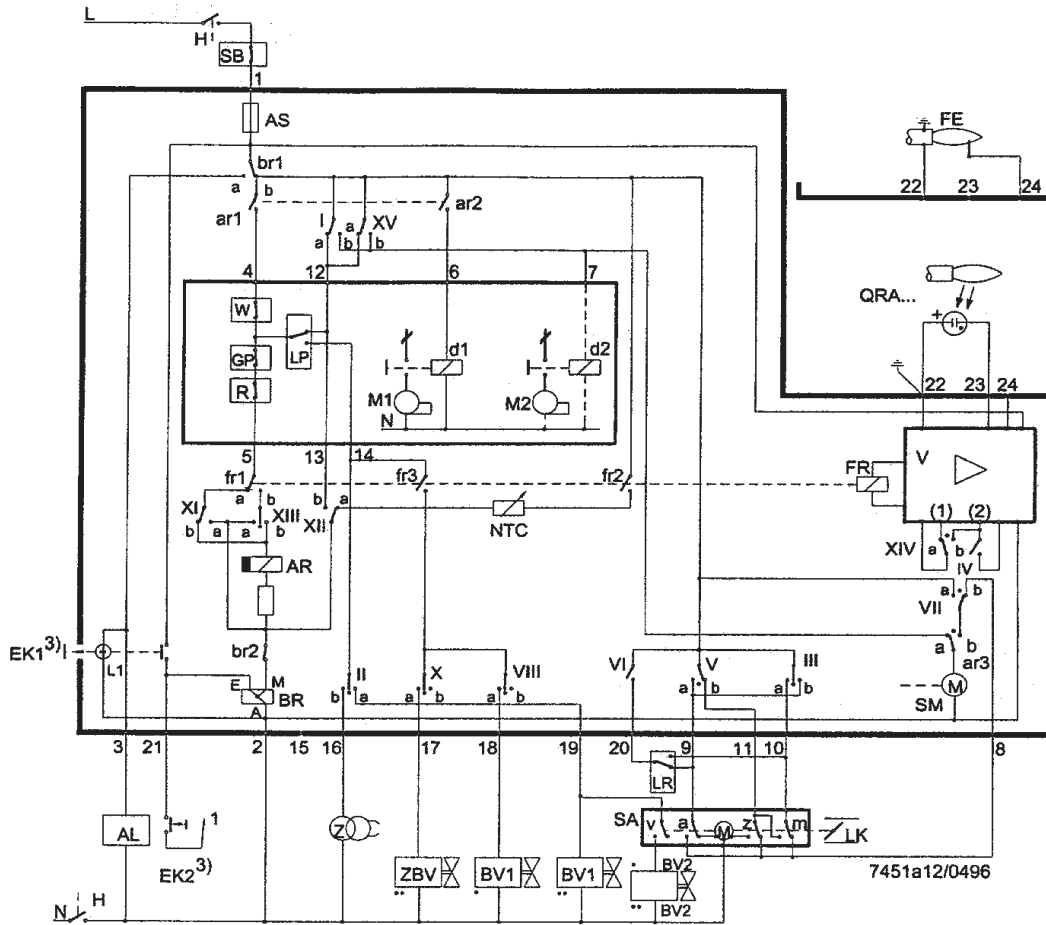 L
H
SB
1
AS
FE
br1
22 23 24
a b
ar1 I a XV ar2
a b b
4 12 6 7
QRA...
+
W
LP
d1 d2
GP
R
M1 M2
N
22 23 24
5 13 14
V
fr1 fr3 fr2 FR
a b b a
XI XIII XII
b a a b
NTC
(1) (2)
XIV a b IV
AR
a b
VII
EK1 3)
L1
br2
a b
ar3
VI V III
II X VIII
E M
BR
A
a b a b a b a b
M
SM
3 21 2 15 16 17 18 19 20 9 11 10 8
LR
1
AL
Z
SA v a M z m LK
EK2 3)
ZBV BV1 BV1 BV2
BV2
7451a12/0496
N H